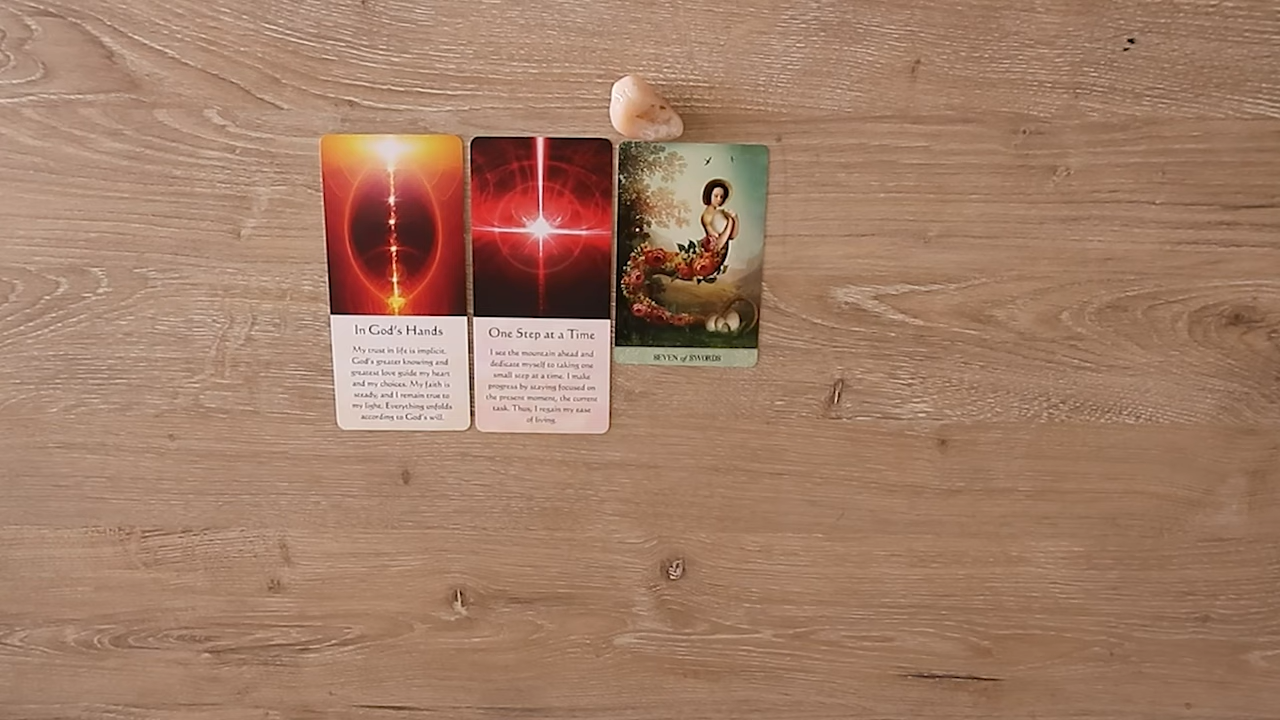 In God's Hands
My trust in life is implicit.
God's greater knowing and
greatest love guide my heart
and my choices. My faith is
steady, and I remain true to
my light. Everything unfolds
according to God's will.
One Step at a Time
I see the mountain ahead and
dedicate myself to taking one
small step at a time. I make
progress by staying focused on
the present moment, the current
task. Thus, I regain my ease
of living.
SEVEN of SWORDS